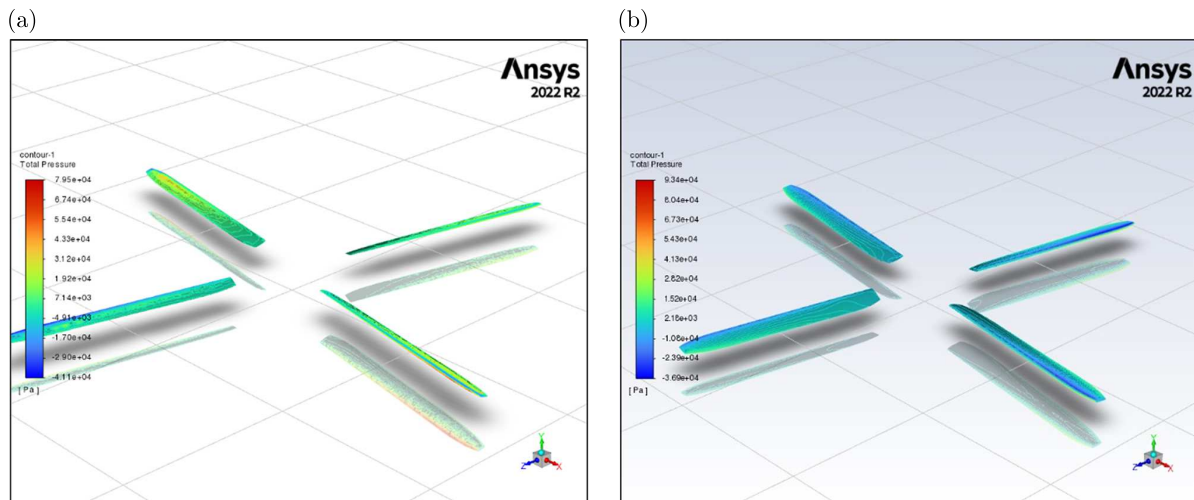 (a)
(b)
Ansys
2022 R2
contour-1
Total Pressure
7.95e+04
6.74e+04
5.54e+04
4.33e+04
3.12e+04
1.92e+04
7.14e+03
-1.70e+04
-2.90e+04
-4.11e+04
[ Pa ]
Y
Z
X
Ansys
2022 R2
contour-1
Total Pressure
9.34e+04
8.04e+04
6.73e+04
5.43e+04
4.13e+04
2.82e+04
1.52e+04
2.18e+03
-1.08e+04
-2.39e+04
-3.69e+04
[ Pa ]
Y
Z
X